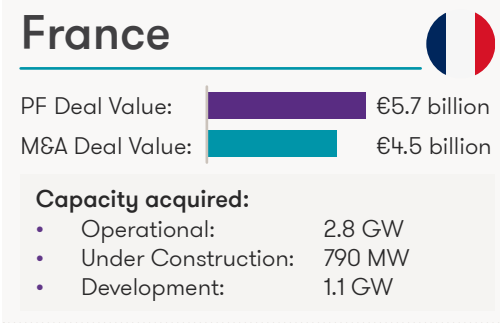 France
PF Deal Value: €5.7 billion
M&A Deal Value: €4.5 billion
Capacity acquired:
• Operational: 2.8 GW
• Under Construction: 790 MW
• Development: 1.1 GW